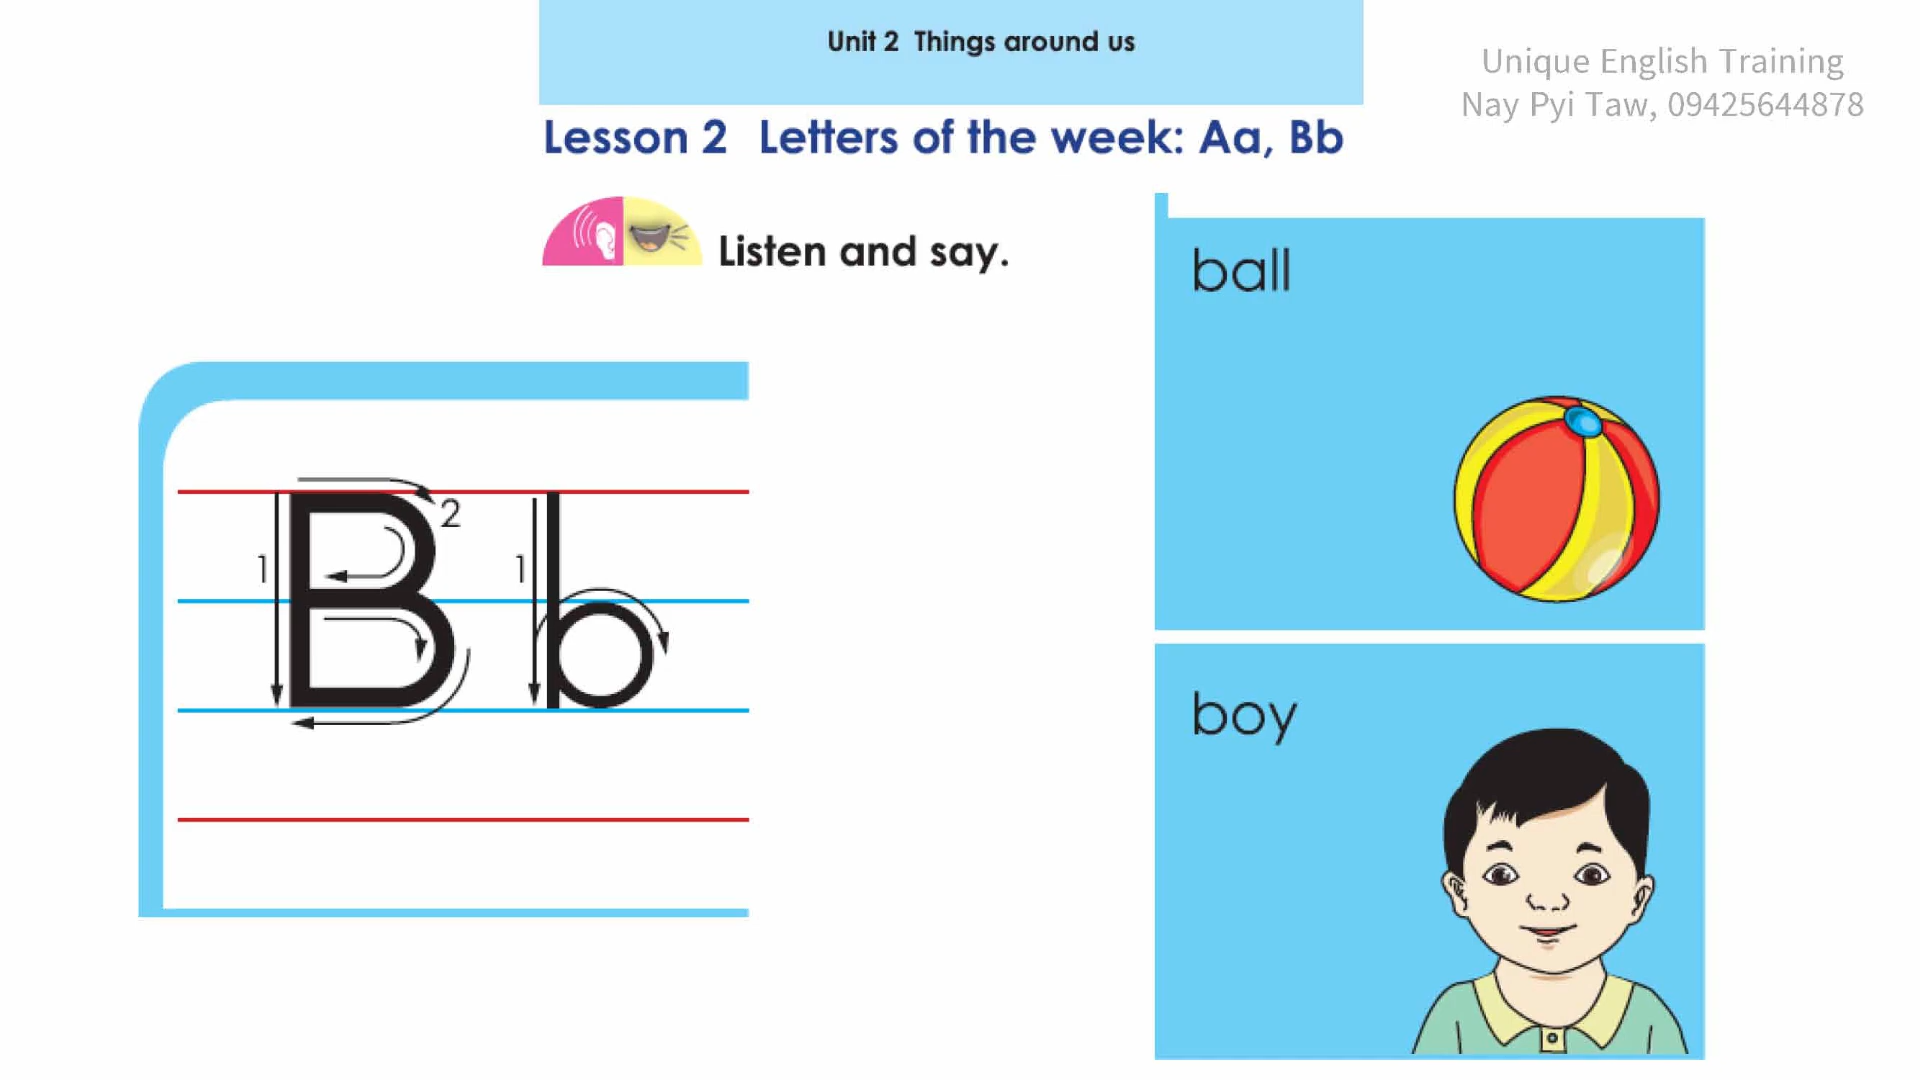 Unit 2 Things around us
Unique English Training
Nay Pyi Taw, 09425644878
Lesson 2 Letters of the week: Aa, Bb
Listen and say.
ball
1 B 2 1 b
boy